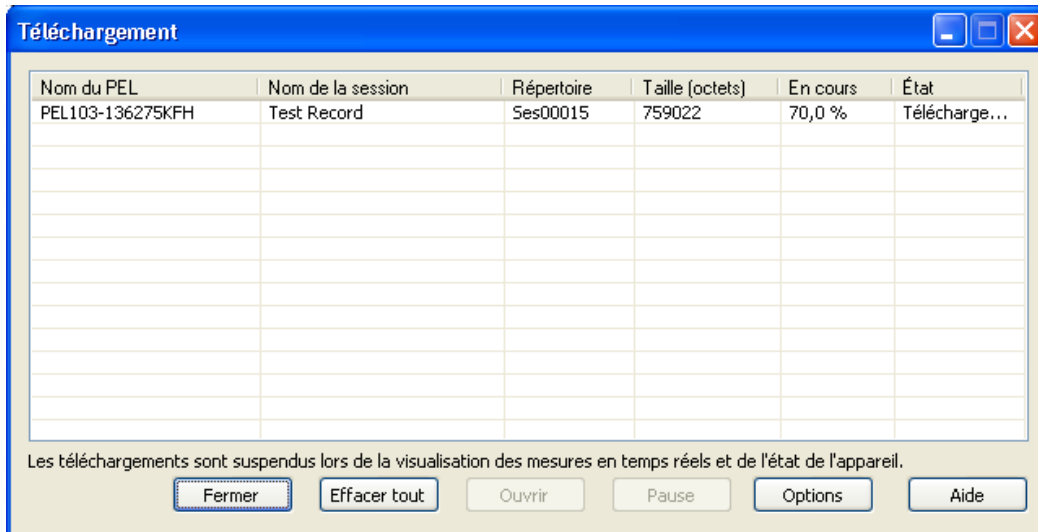 Téléchargement
Nom du PEL Nom de la session Répertoire Taille (octets) En cours État
PEL103-136275KFH Test Record Ses00015 759022 70,0 % Télécharge...
Les téléchargements sont suspendus lors de la visualisation des mesures en temps réels et de l'état de l'appareil.
Fermer Effacer tout Ouvrir Pause Options Aide